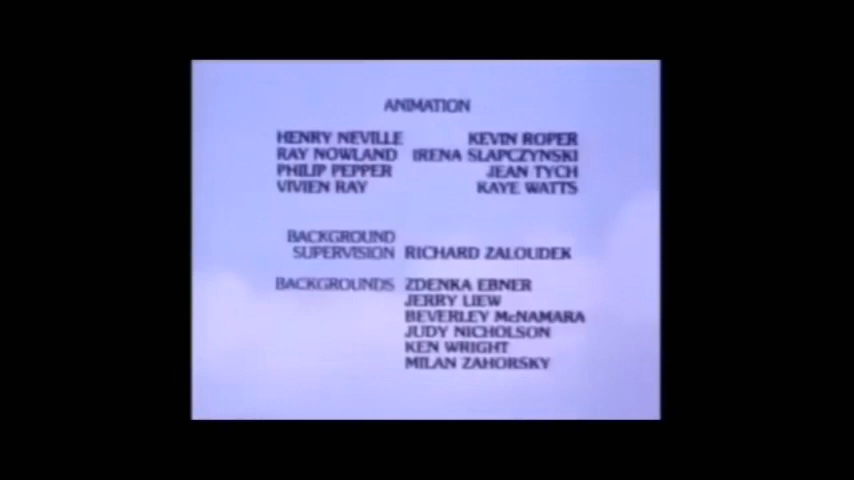 ANIMATION
HENRY NEVILLE KEVIN ROPER
RAY NOWLAND IRENA SLAPCZYNSKI
PHILIP PEPPER JEAN TYCH
VIVIEN RAY KAYE WATTS
BACKGROUND
SUPERVISION RICHARD ZALOUDEK
BACKGROUNDS ZDENKA EBNER
JERRY LIEW
BEVERLEY McNAMARA
JUDY NICHOLSON
KEN WRIGHT
MILAN ZAHORSKY